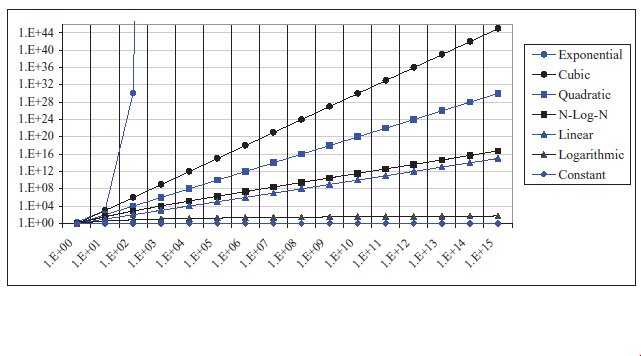 1.E+44
1.E+40
1.E+36
1.E+32
1.E+28
1.E+24
1.E+20
1.E+16
1.E+12
1.E+08
1.E+04
1.E+00
1.E+00
1.E+01
1.E+02
1.E+03
1.E+04
1.E+05
1.E+06
1.E+07
1.E+08
1.E+09
1.E+10
1.E+11
1.E+12
1.E+13
1.E+14
1.E+15
Exponential
Cubic
Quadratic
N-Log-N
Linear
Logarithmic
Constant